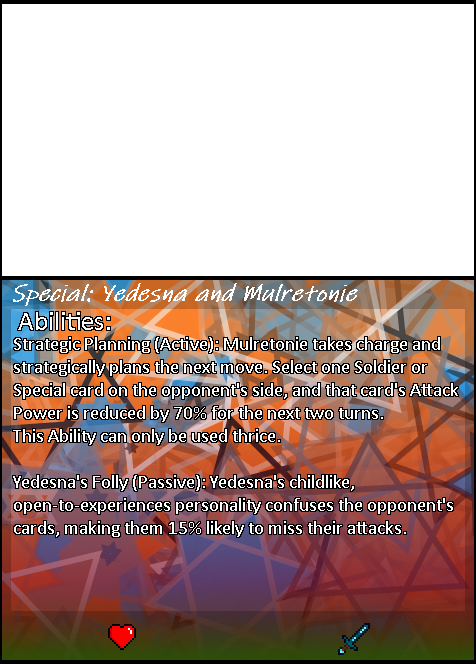 Special: Yedesna and Mulretonie
Abilities:
Strategic Planning (Active): Mulretonie takes charge and
strategically plans the next move. Select one Soldier or
Special card on the opponent's side, and that card's Attack
Power is reduced by 70% for the next two turns.
This Ability can only be used thrice.
Yedesna's Folly (Passive): Yedesna's childlike,
open-to-experiences personality confuses the opponent's
cards, making them 15% likely to miss their attacks.